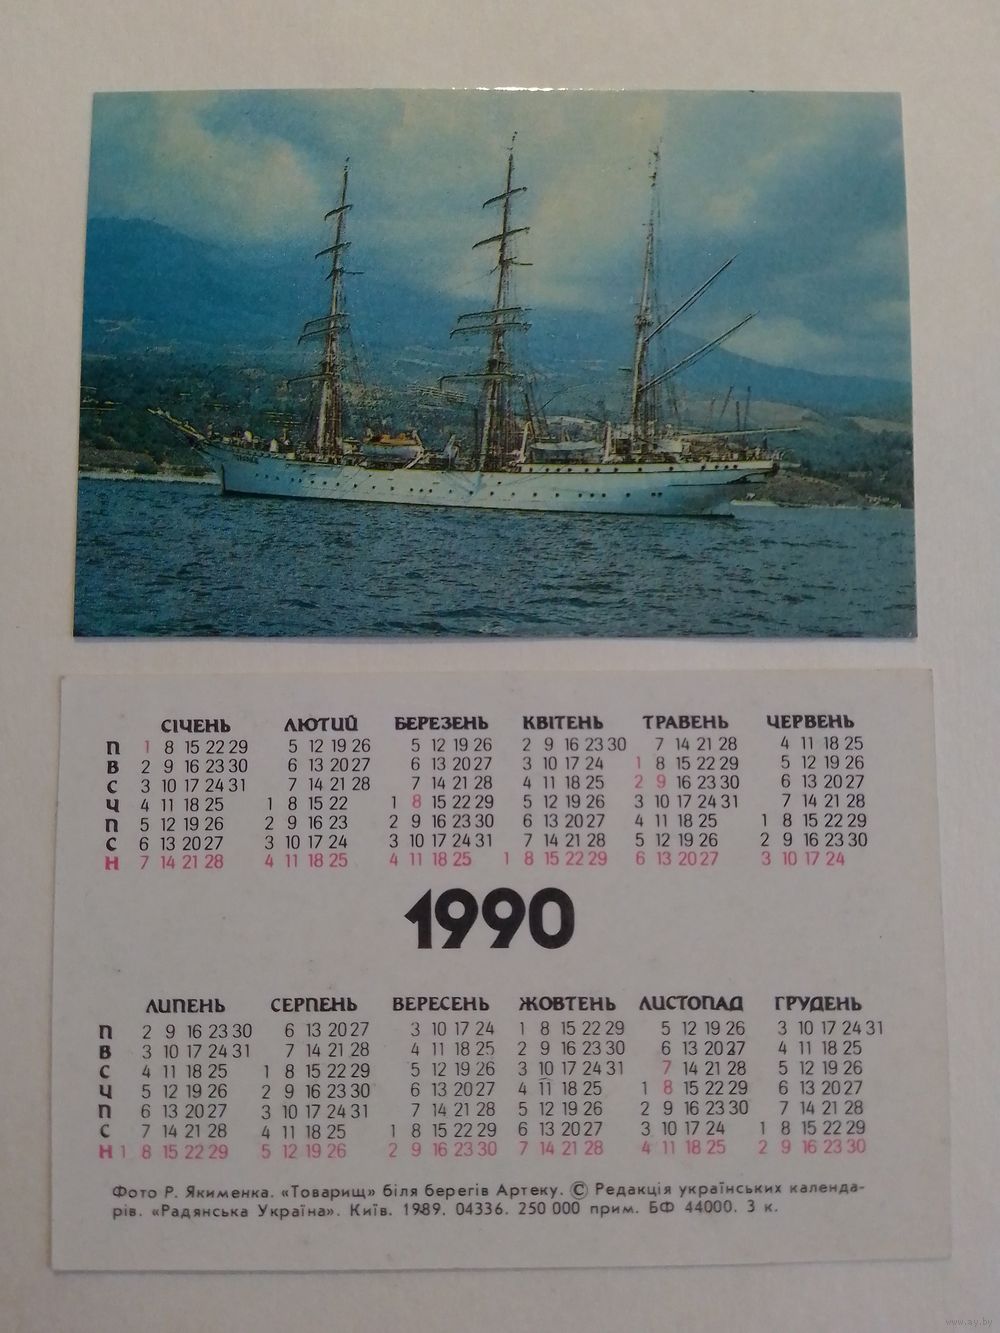 СІЧЕНЬ ЛЮТИЙ БЕРЕЗЕНЬ КВІТЕНЬ ТРАВЕНЬ ЧЕРВЕНЬ
П 1 8 15 22 29 5 12 19 26 5 12 19 26 2 9 16 23 30 7 14 21 28 4 11 18 25
В 2 9 16 23 30 6 13 20 27 6 13 20 27 3 10 17 24 1 8 15 22 29 5 12 19 26
С 3 10 17 24 31 7 14 21 28 7 14 21 28 4 11 18 25 2 9 16 23 30 6 13 20 27
Ч 4 11 18 25 1 8 15 22 1 8 15 22 29 5 12 19 26 3 10 17 24 31 7 14 21 28
П 5 12 19 26 2 9 16 23 2 9 16 23 30 6 13 20 27 4 11 18 25 1 8 15 22 29
С 6 13 20 27 3 10 17 24 3 10 17 24 31 7 14 21 28 5 12 19 26 2 9 16 23 30
Н 7 14 21 28 4 11 18 25 4 11 18 25 1 8 15 22 29 6 13 20 27 3 10 17 24
1990
ЛИПЕНЬ СЕРПЕНЬ ВЕРЕСЕНЬ ЖОВТЕНЬ ЛИСТОПАД ГРУДЕНЬ
П 2 9 16 23 30 6 13 20 27 3 10 17 24 1 8 15 22 29 5 12 19 26 3 10 17 24 31
В 3 10 17 24 31 7 14 21 28 4 11 18 25 2 9 16 23 30 6 13 20 27 4 11 18 25
С 4 11 18 25 1 8 15 22 29 5 12 19 26 3 10 17 24 31 7 14 21 28 5 12 19 26
Ч 5 12 19 26 2 9 16 23 30 6 13 20 27 4 11 18 25 1 8 15 22 29 6 13 20 27
П 6 13 20 27 3 10 17 24 31 7 14 21 28 5 12 19 26 2 9 16 23 30 7 14 21 28
С 7 14 21 28 4 11 18 25 1 8 15 22 29 6 13 20 27 3 10 17 24 1 8 15 22 29
Н 1 8 15 22 29 5 12 19 26 2 9 16 23 30 7 14 21 28 4 11 18 25 2 9 16 23 30
Фото Р. Якименка. «Товарищ» біля берегів Артеку. © Редакція українських календа-
рів. «Радянська Україна». Київ. 1989. 04336. 250 000 прим. БФ 44000. 3 к.
www.ay.by